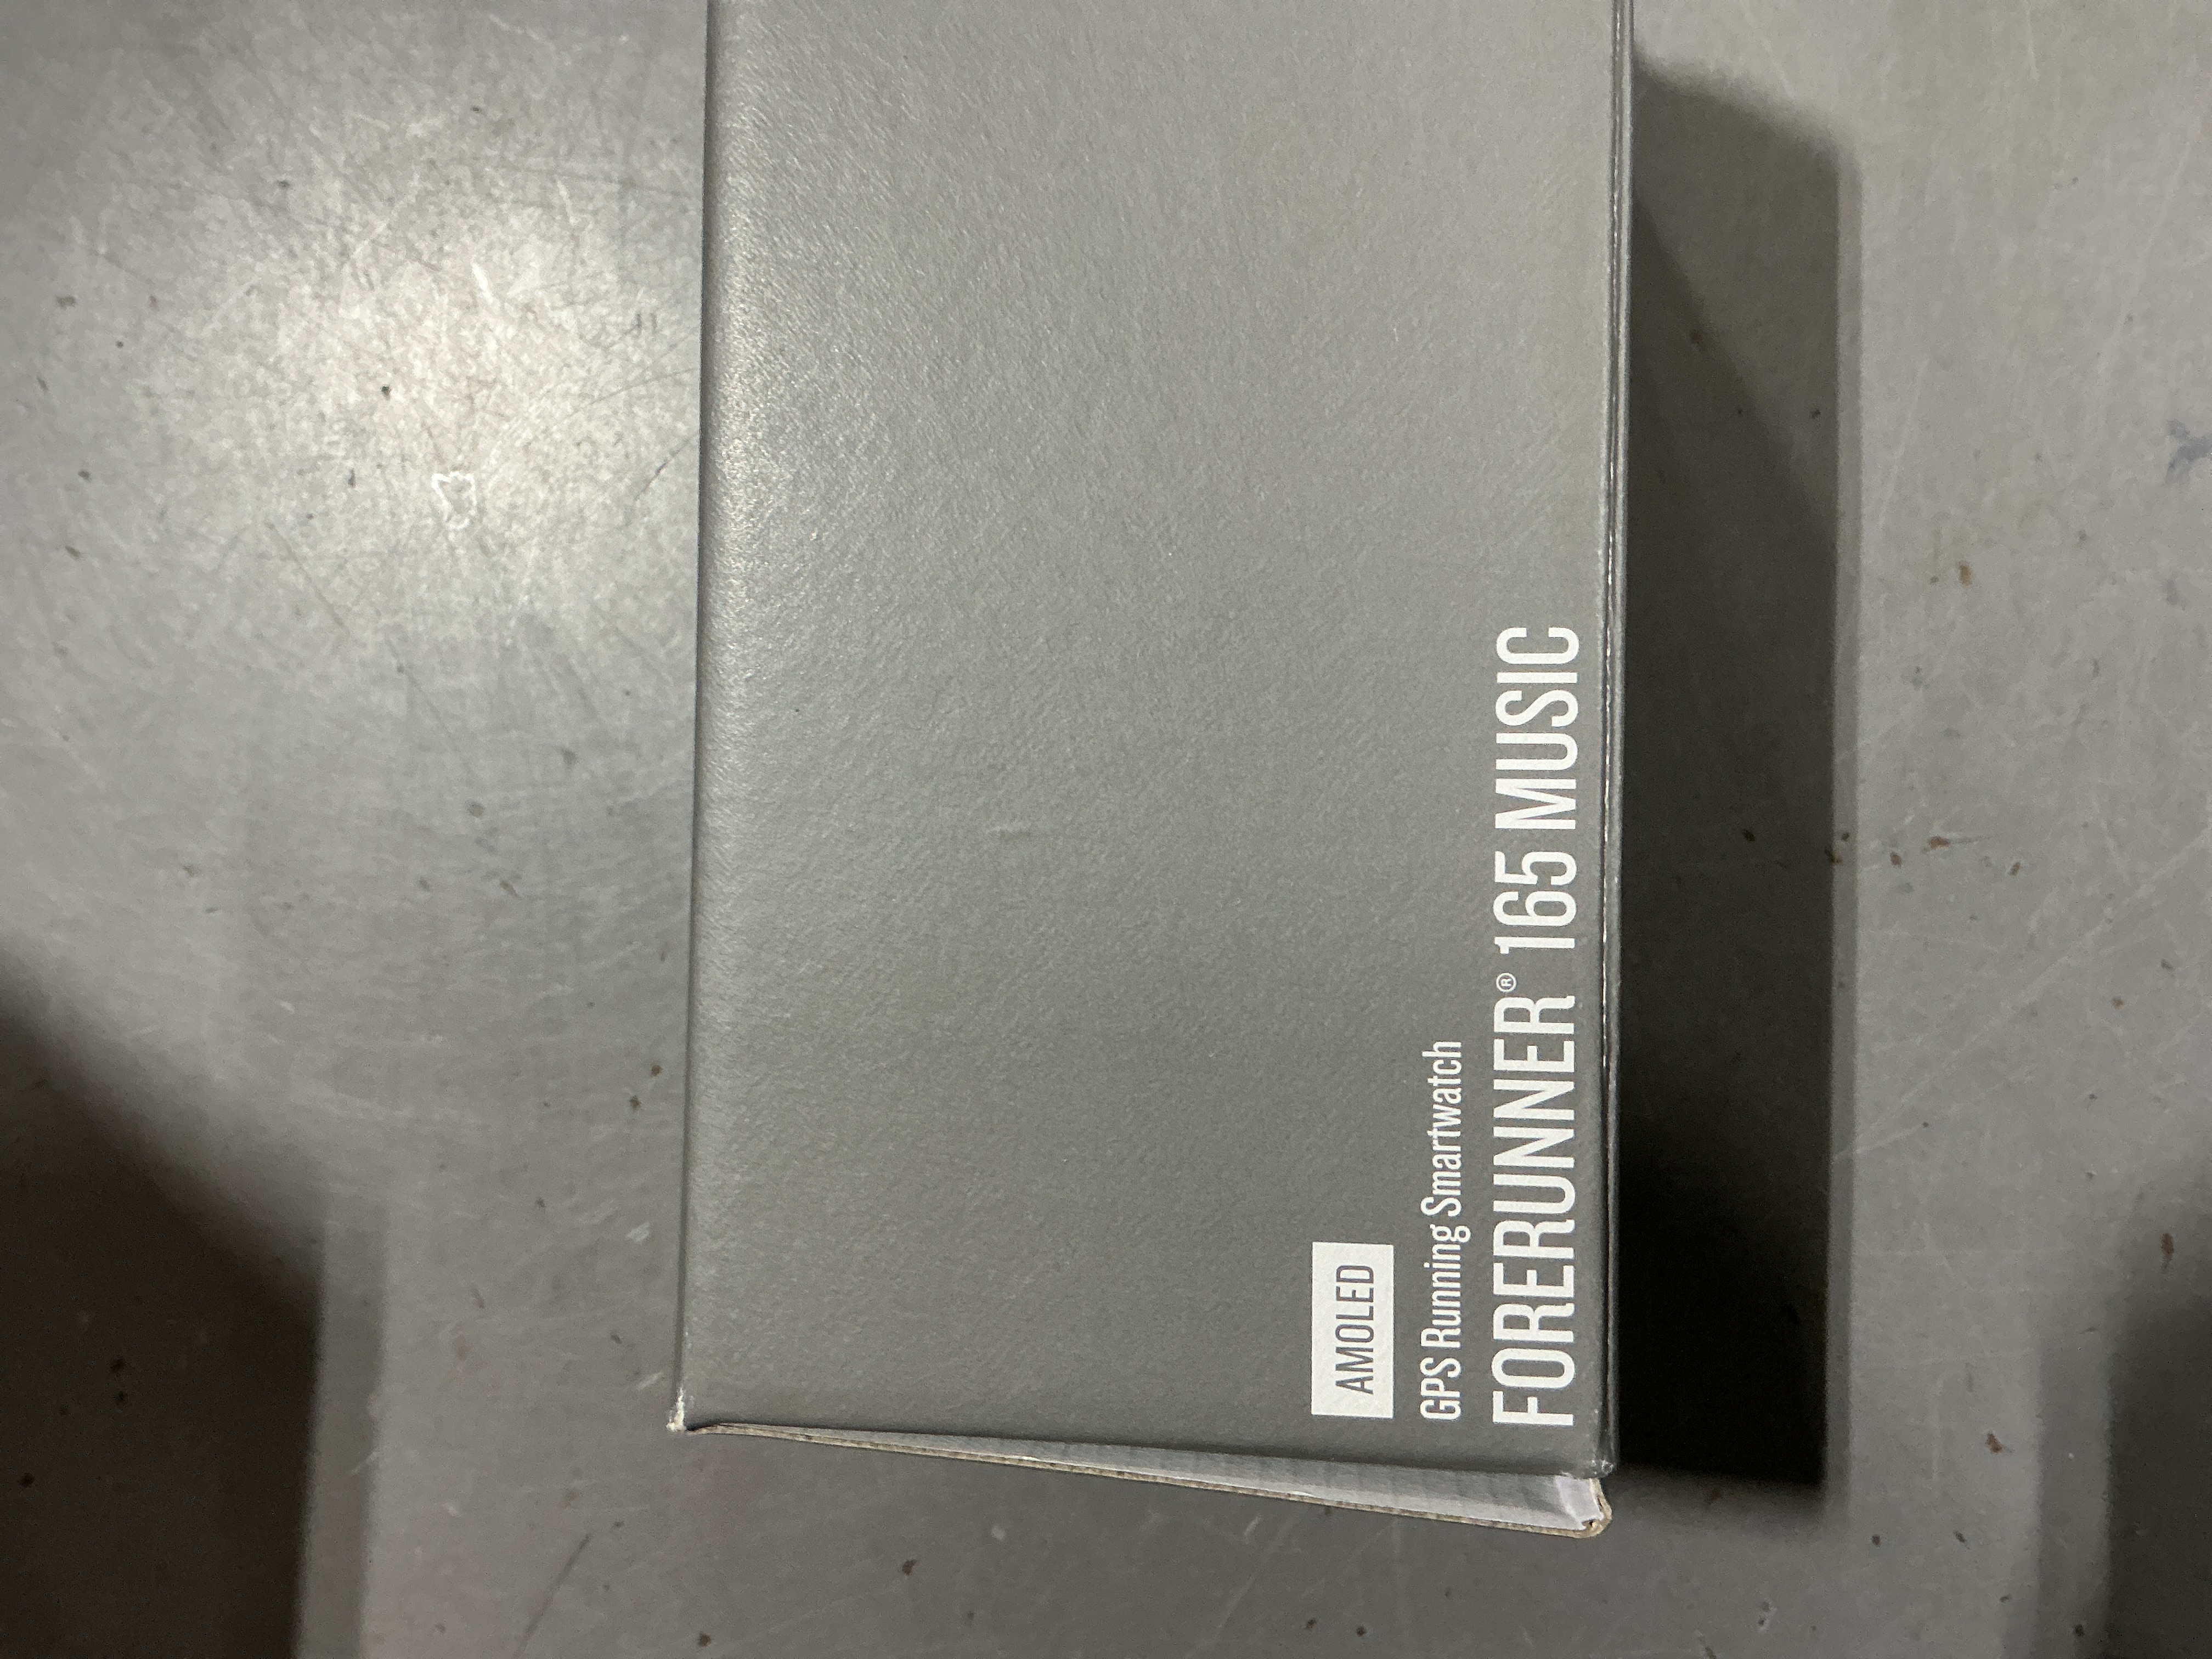 AMOLED
GPS Running Smartwatch
FORERUNNER® 165 MUSIC